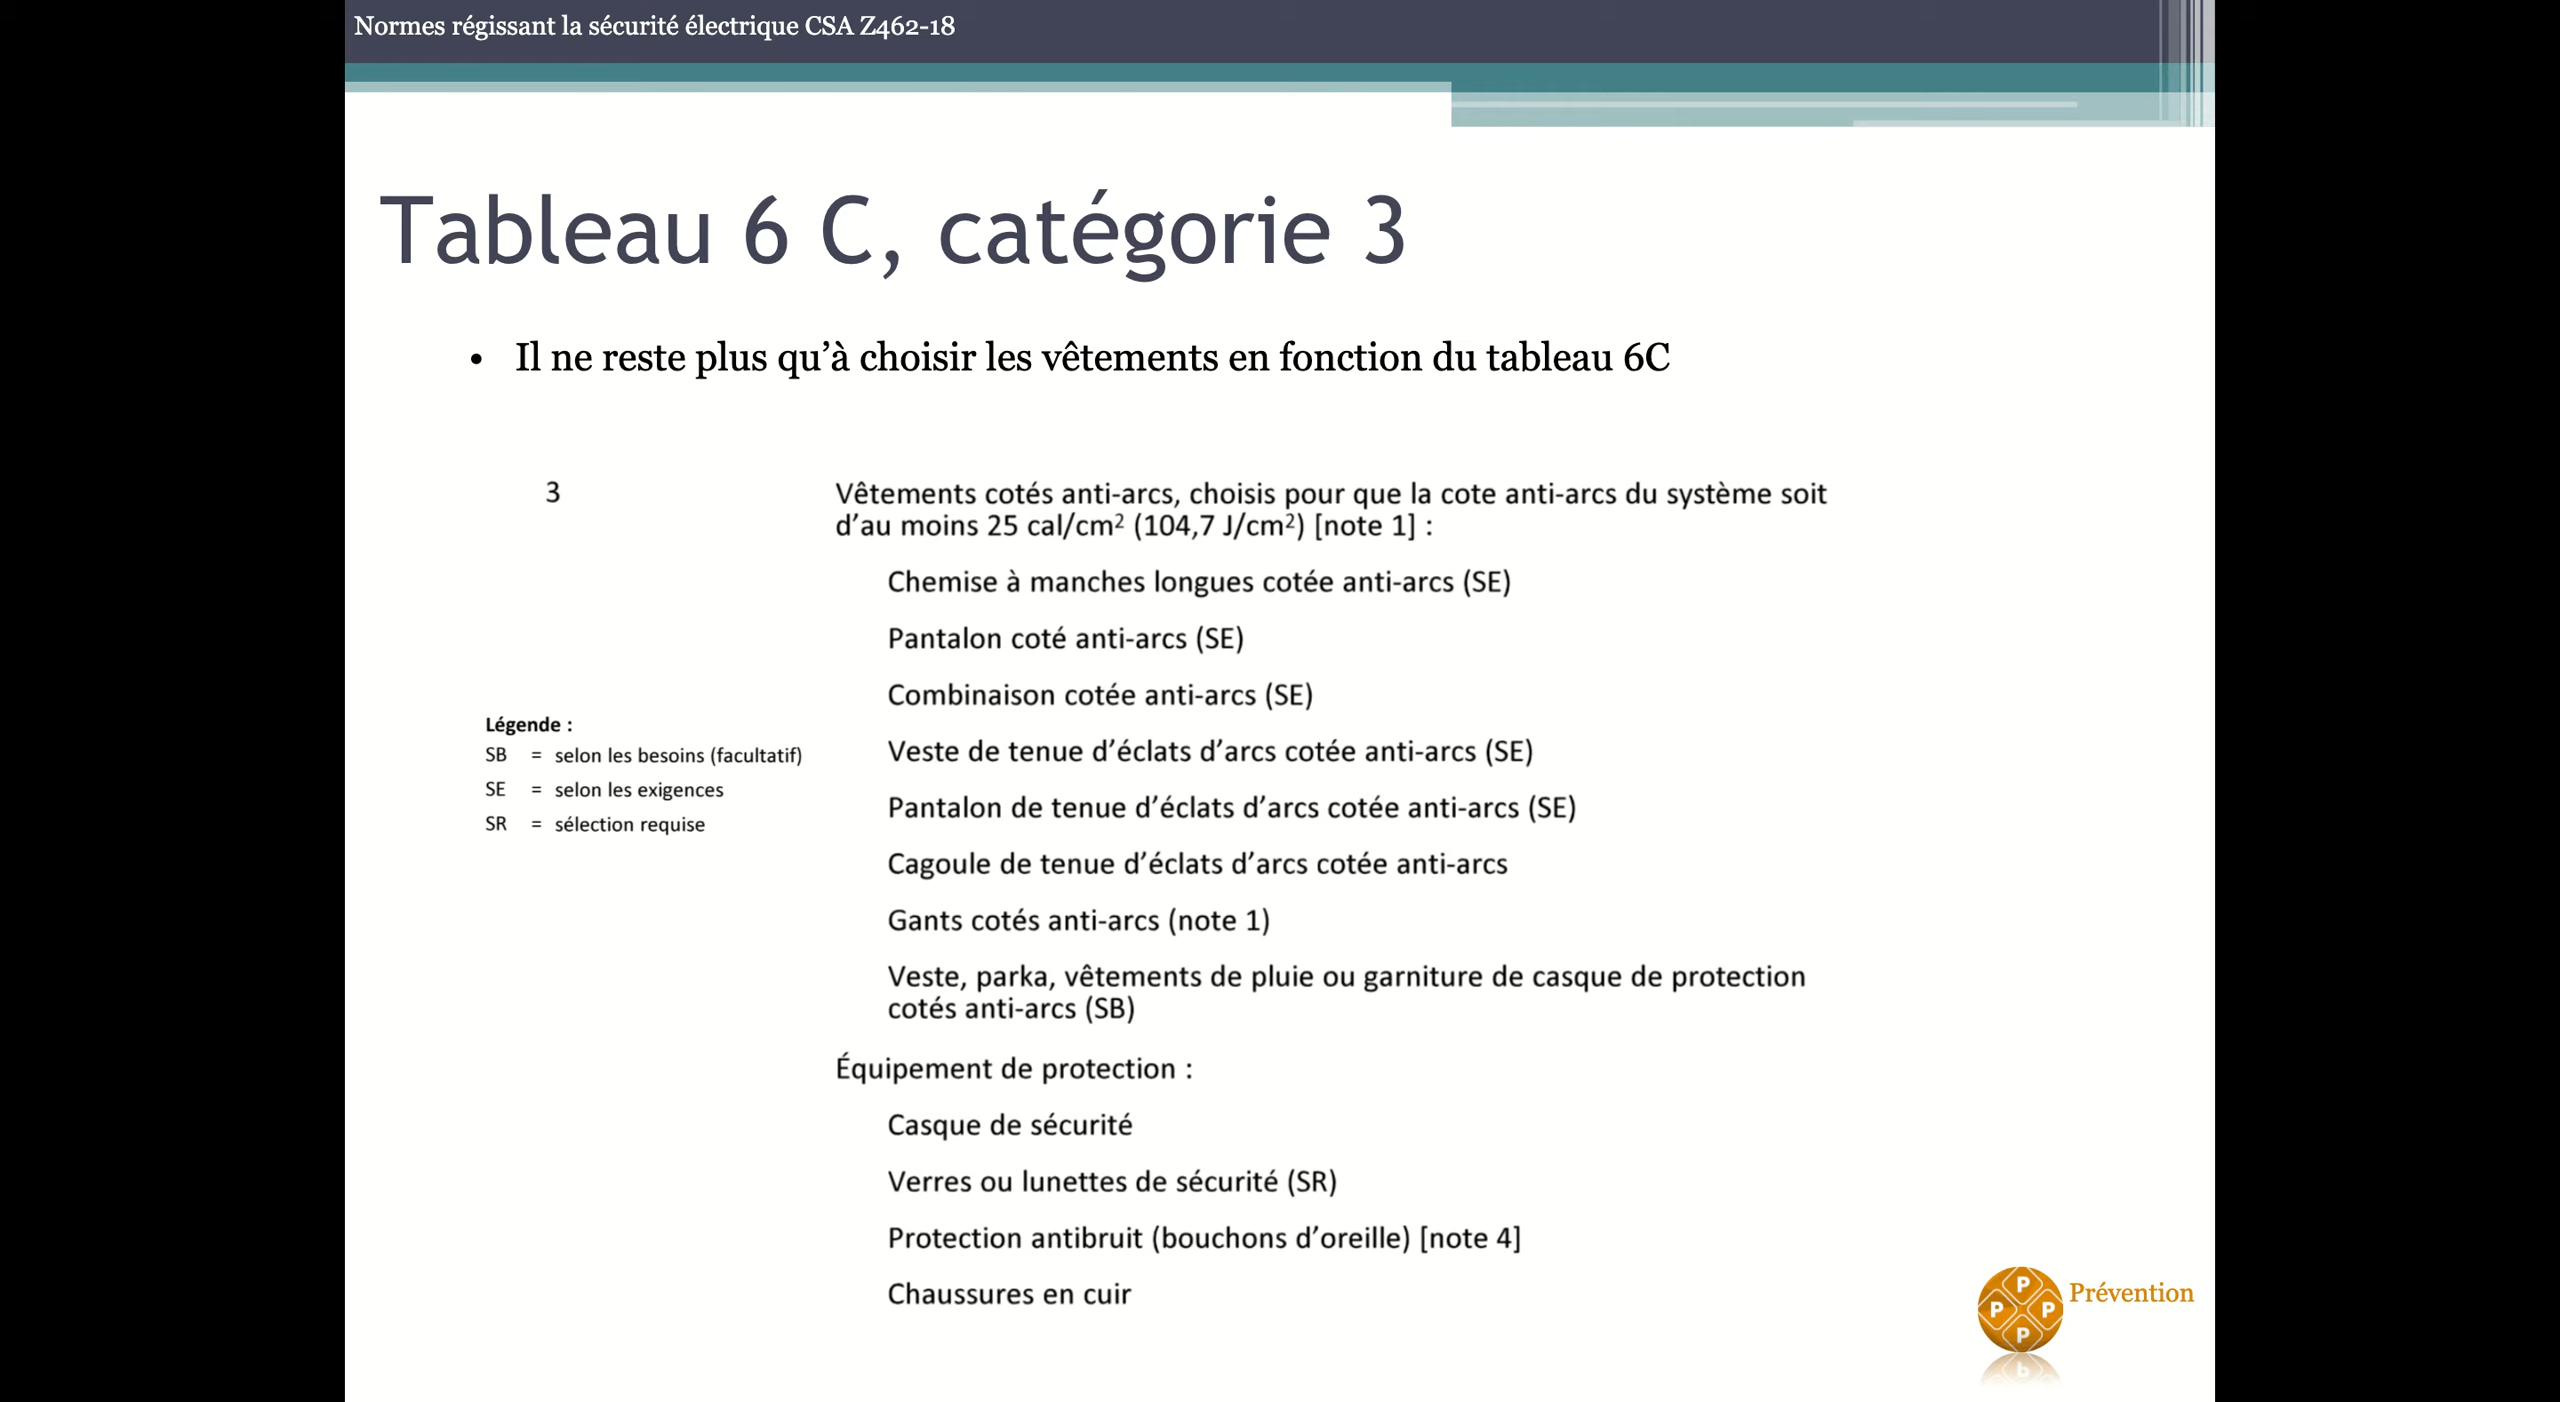 Normes régissant la sécurité électrique CSA Z462-18
Tableau 6 C, catégorie 3
• Il ne reste plus qu’à choisir les vêtements en fonction du tableau 6C
3
Vêtements cotés anti-arcs, choisis pour que la cote anti-arcs du système soit
d’au moins 25 cal/cm² (104,7 J/cm²) [note 1] :
Chemise à manches longues cotée anti-arcs (SE)
Pantalon coté anti-arcs (SE)
Combinaison cotée anti-arcs (SE)
Veste de tenue d’éclats d’arcs cotée anti-arcs (SE)
Pantalon de tenue d’éclats d’arcs cotée anti-arcs (SE)
Cagoule de tenue d’éclats d’arcs cotée anti-arcs
Gants cotés anti-arcs (note 1)
Veste, parka, vêtements de pluie ou garniture de casque de protection
cotés anti-arcs (SB)
Équipement de protection :
Casque de sécurité
Verres ou lunettes de sécurité (SR)
Protection antibruit (bouchons d’oreille) [note 4]
Chaussures en cuir
Légende :
SB = selon les besoins (facultatif)
SE = selon les exigences
SR = sélection requise
P
P P
P
Prévention